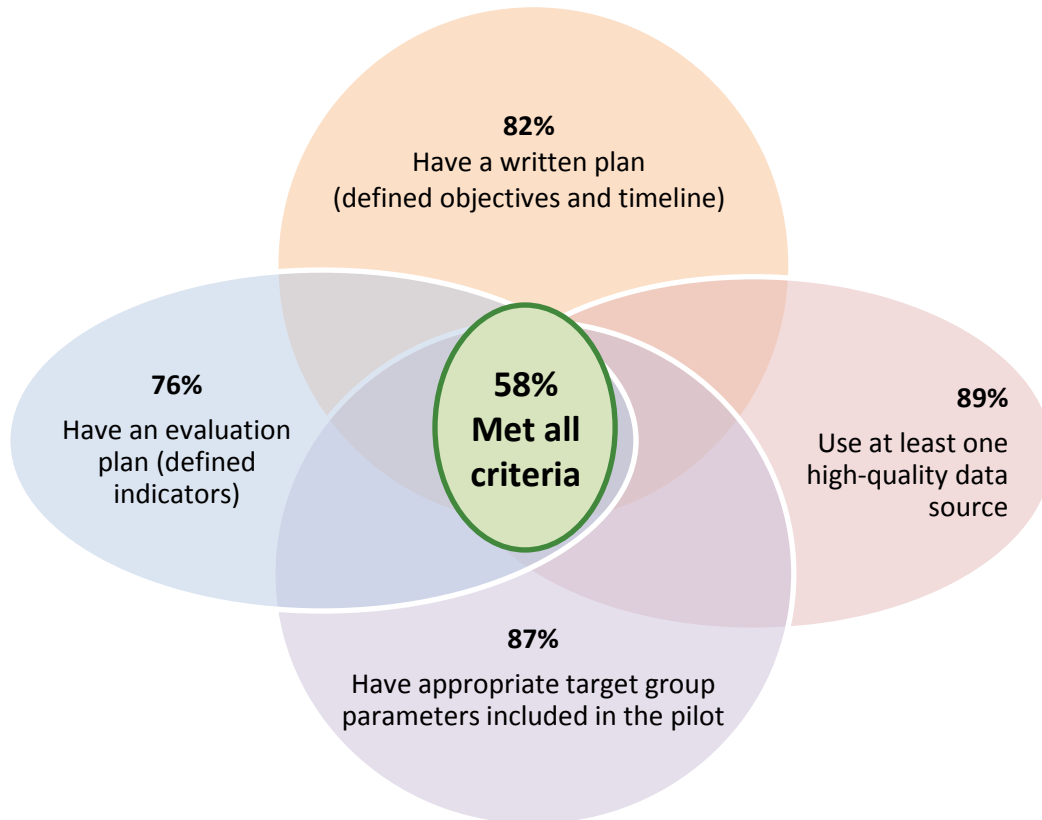 82%
Have a written plan
(defined objectives and timeline)
76%
Have an evaluation
plan (defined
indicators)
58%
Met all
criteria
89%
Use at least one
high-quality data
source
87%
Have appropriate target group
parameters included in the pilot